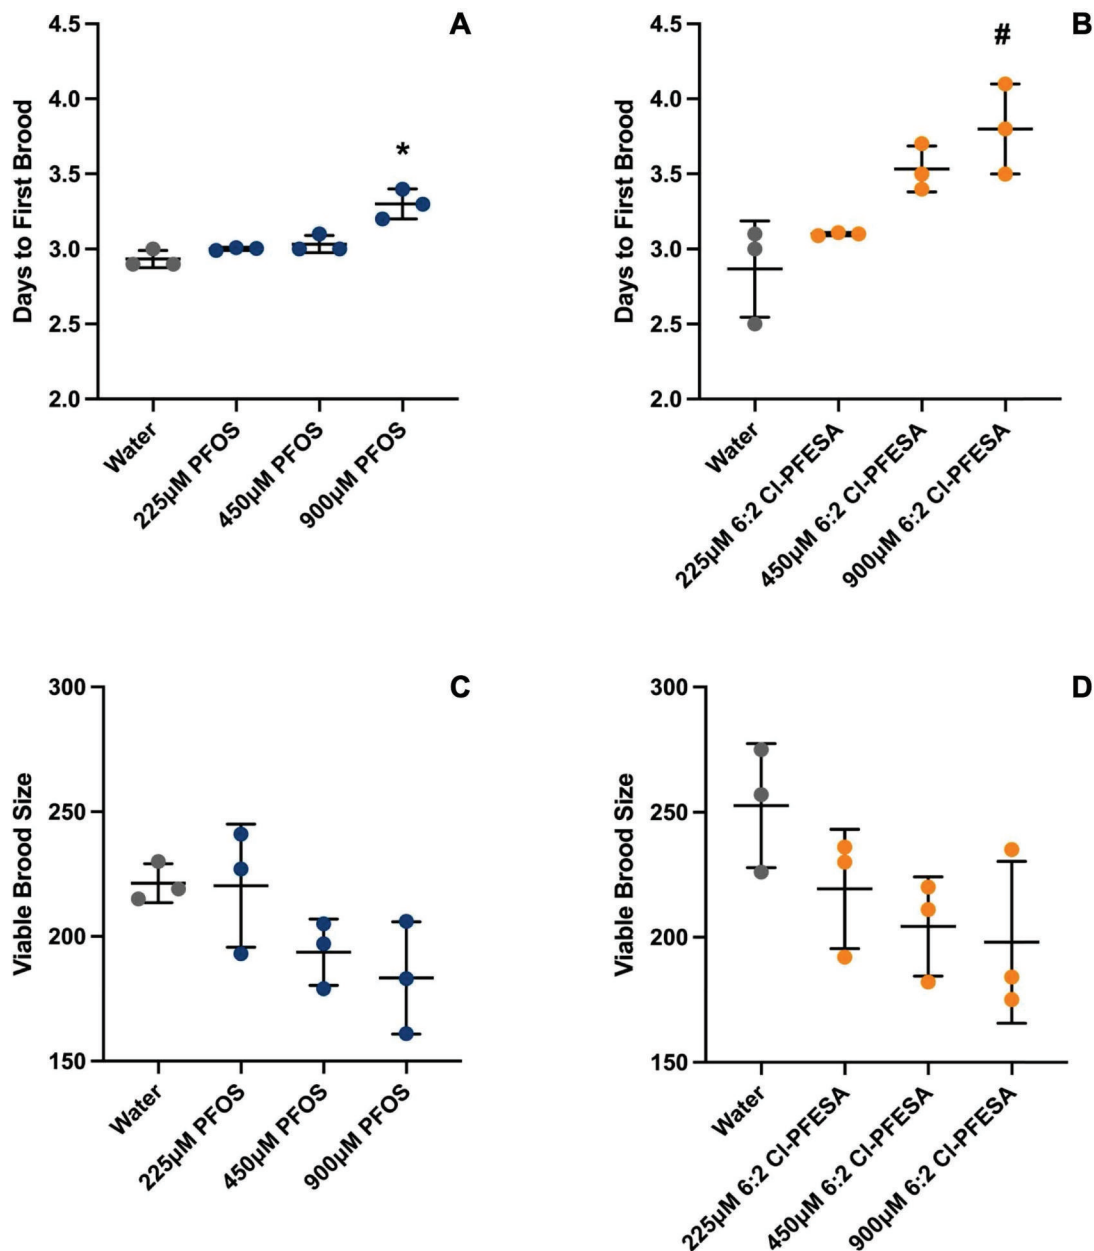 A
4.5
4.0
3.5
3.0
2.5
2.0
Days to First Brood
*
Water
225µM PFOS
450µM PFOS
900µM PFOS
B
4.5
4.0
3.5
3.0
2.5
2.0
Days to First Brood
#
Water
225µM 6:2 Cl-PFESA
450µM 6:2 Cl-PFESA
900µM 6:2 Cl-PFESA
C
300
250
200
150
Viable Brood Size
Water
225µM PFOS
450µM PFOS
900µM PFOS
D
300
250
200
150
Viable Brood Size
Water
225µM 6:2 Cl-PFESA
450µM 6:2 Cl-PFESA
900µM 6:2 Cl-PFESA